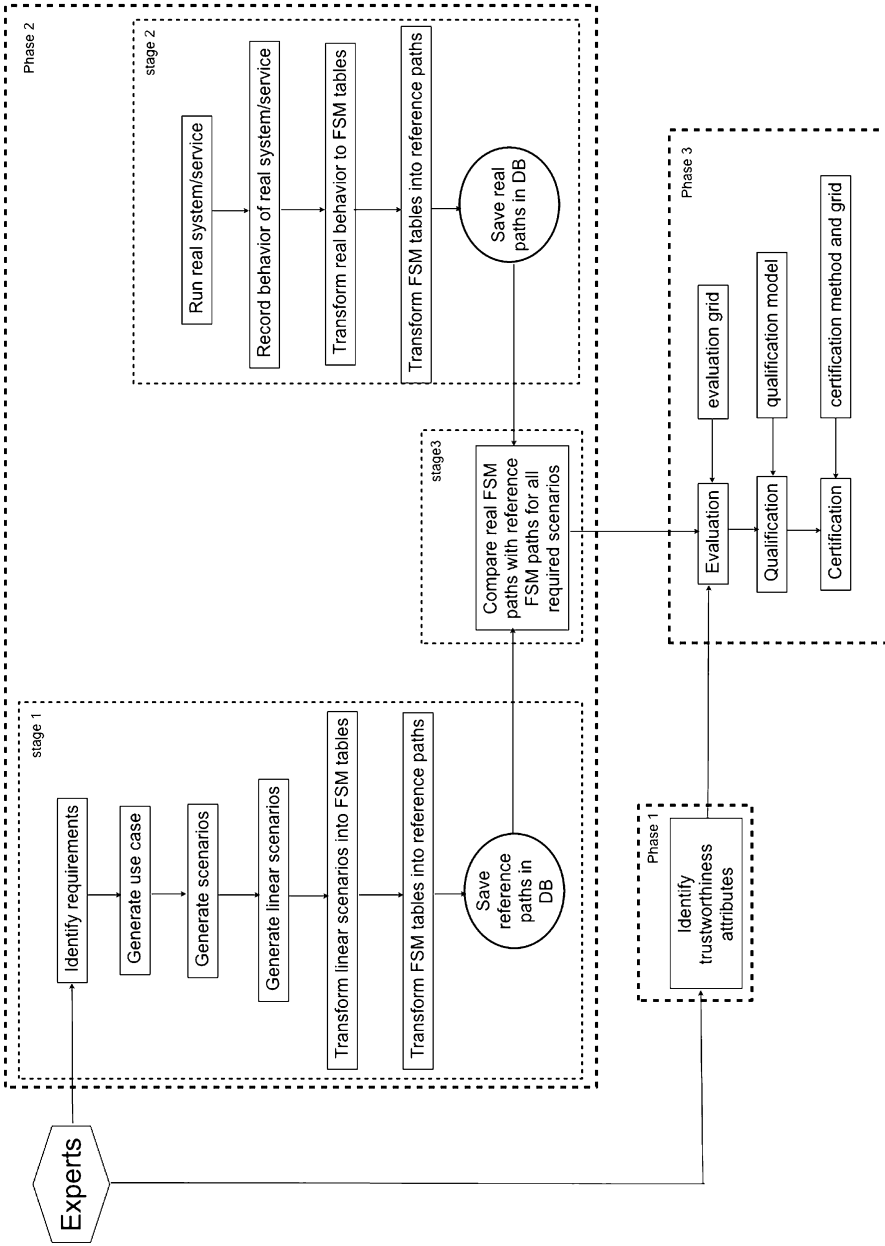 Experts
Phase 2
stage 1
Identify requirements
Generate use case
Generate scenarios
Generate linear scenarios
Transform linear scenarios into FSM tables
Transform FSM tables into reference paths
Save
reference
paths in
DB
stage3
Compare real FSM
paths with reference
FSM paths for all
required scenarios
stage 2
Run real system/service
Record behavior of real system/service
Transform real behavior to FSM tables
Transform FSM tables into reference paths
Save real
paths in DB
Phase 1
Identify
trustworthiness
attributes
Phase 3
Evaluation
evaluation grid
Qualification
qualification model
Certification
certification method and grid